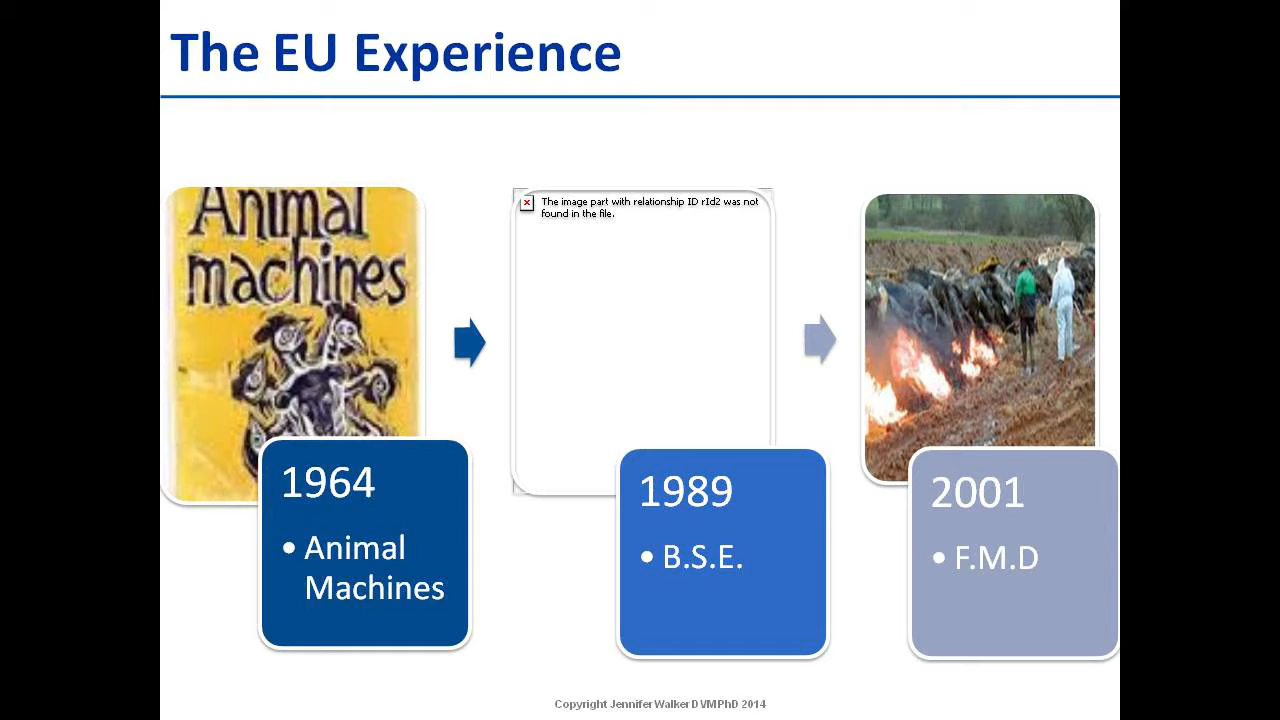 The EU Experience
Animal
machines
The image part with relationship ID rId2 was not
found in the file.
1964
• Animal
Machines
1989
• B.S.E.
2001
• F.M.D
Copyright Jennifer Walker DVMPhD 2014